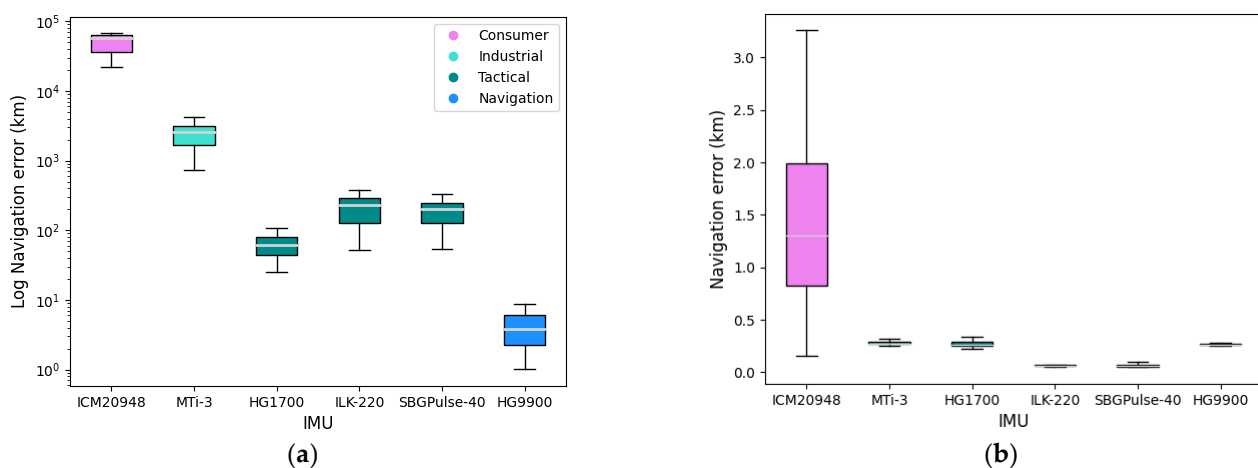 10⁵
10⁴
10³
10²
10¹
10⁰
Log Navigation error (km)
Consumer
Industrial
Tactical
Navigation
ICM20948 MTi-3 HG1700 ILK-220 SBGPulse-40 HG9900
IMU
(a)
3.0
2.5
2.0
1.5
1.0
0.5
0.0
Navigation error (km)
ICM20948 MTi-3 HG1700 ILK-220 SBGPulse-40 HG9900
IMU
(b)